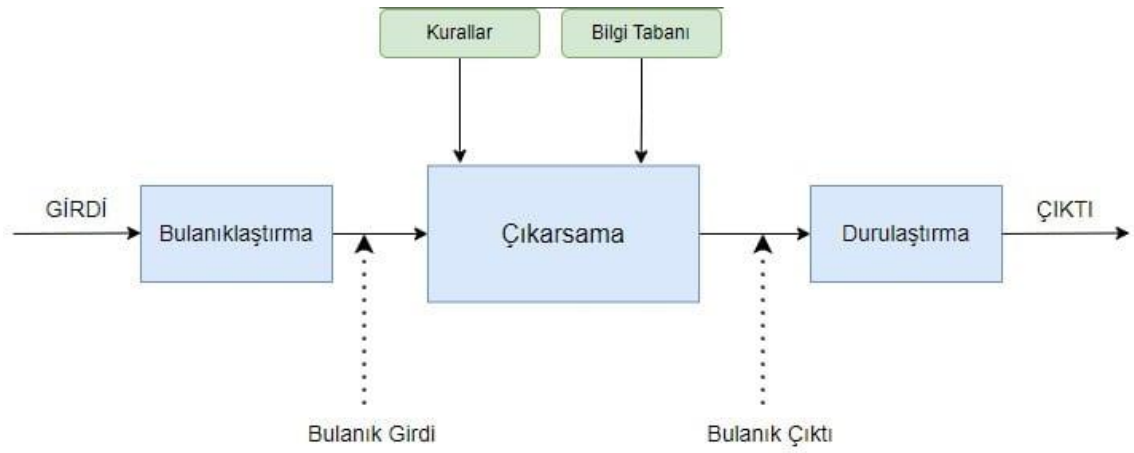 Kurallar
Bilgi Tabanı
GİRDİ
Bulanıklaştırma
Çıkarsama
Durulaştırma
ÇIKTI
Bulanık Girdi
Bulanık Çıktı